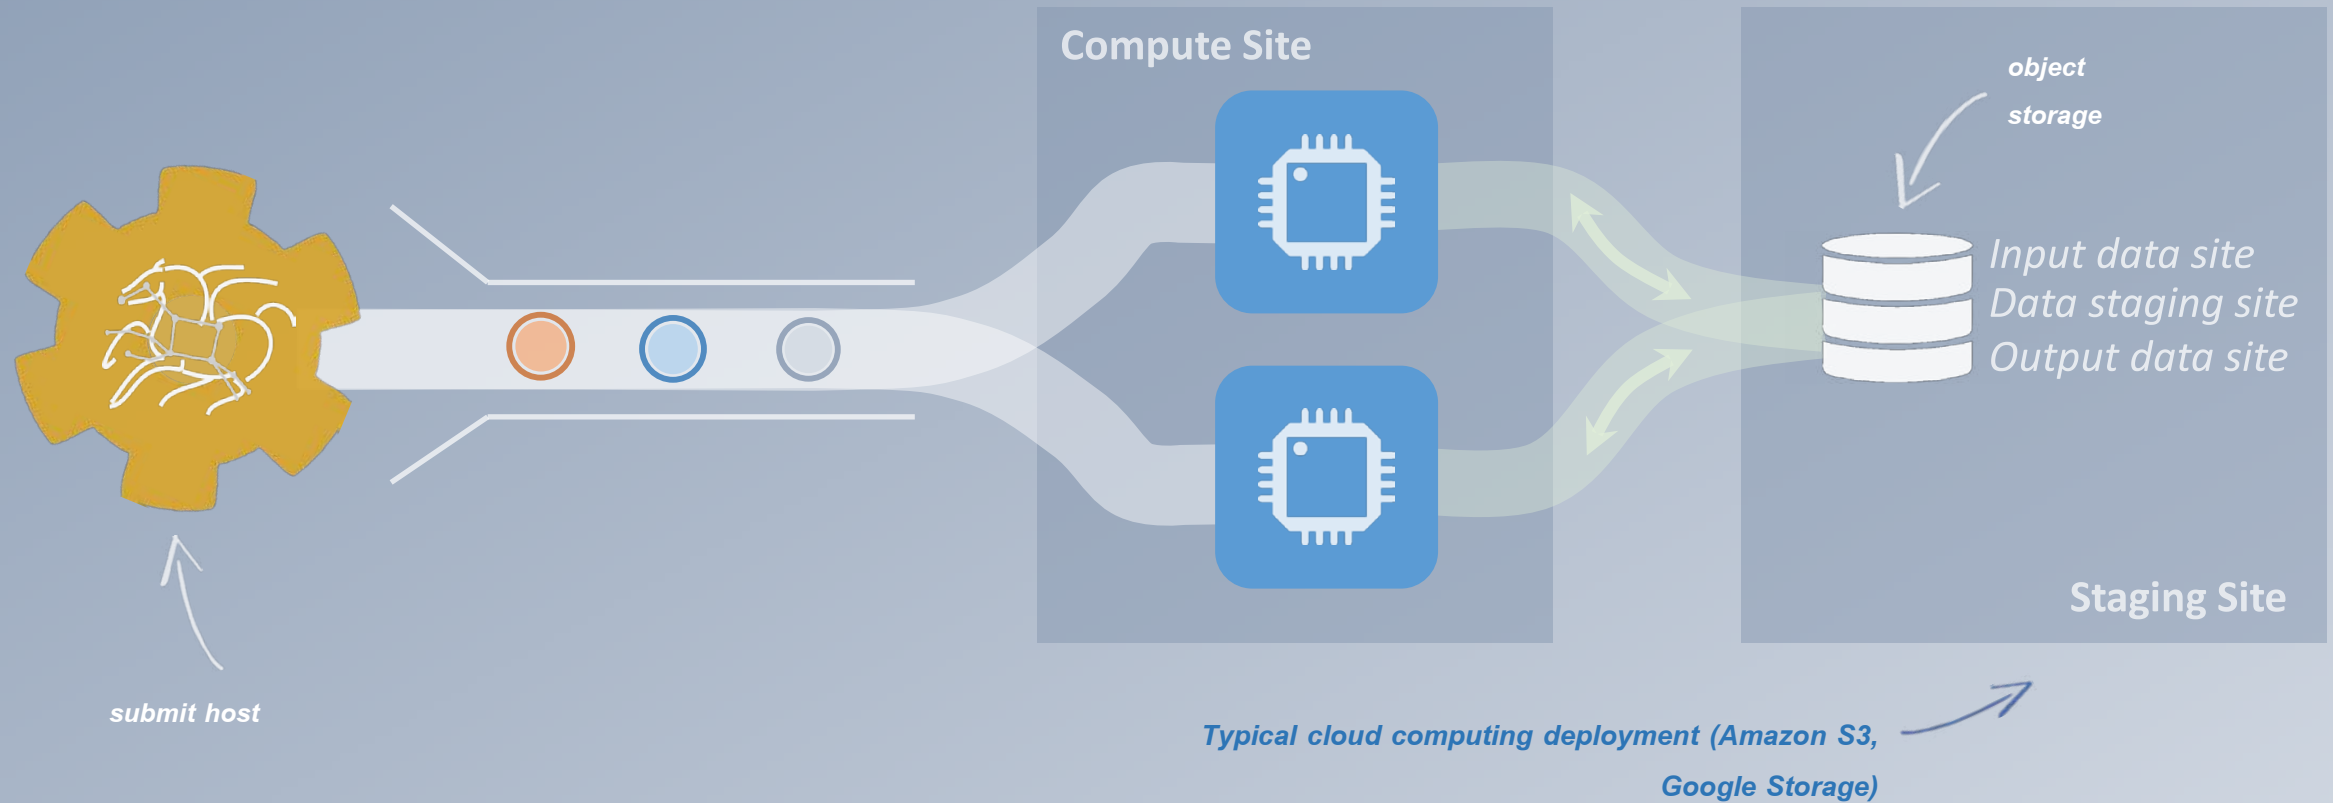 Compute Site
object
storage
Input data site
Data staging site
Output data site
Staging Site
submit host
Typical cloud computing deployment (Amazon S3,
Google Storage)